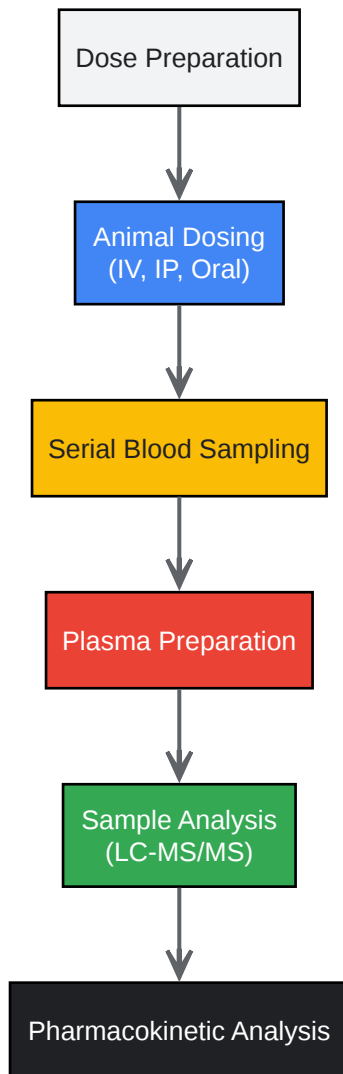 Dose Preparation
Animal Dosing
(IV, IP, Oral)
Serial Blood Sampling
Plasma Preparation
Sample Analysis
(LC-MS/MS)
Pharmacokinetic Analysis